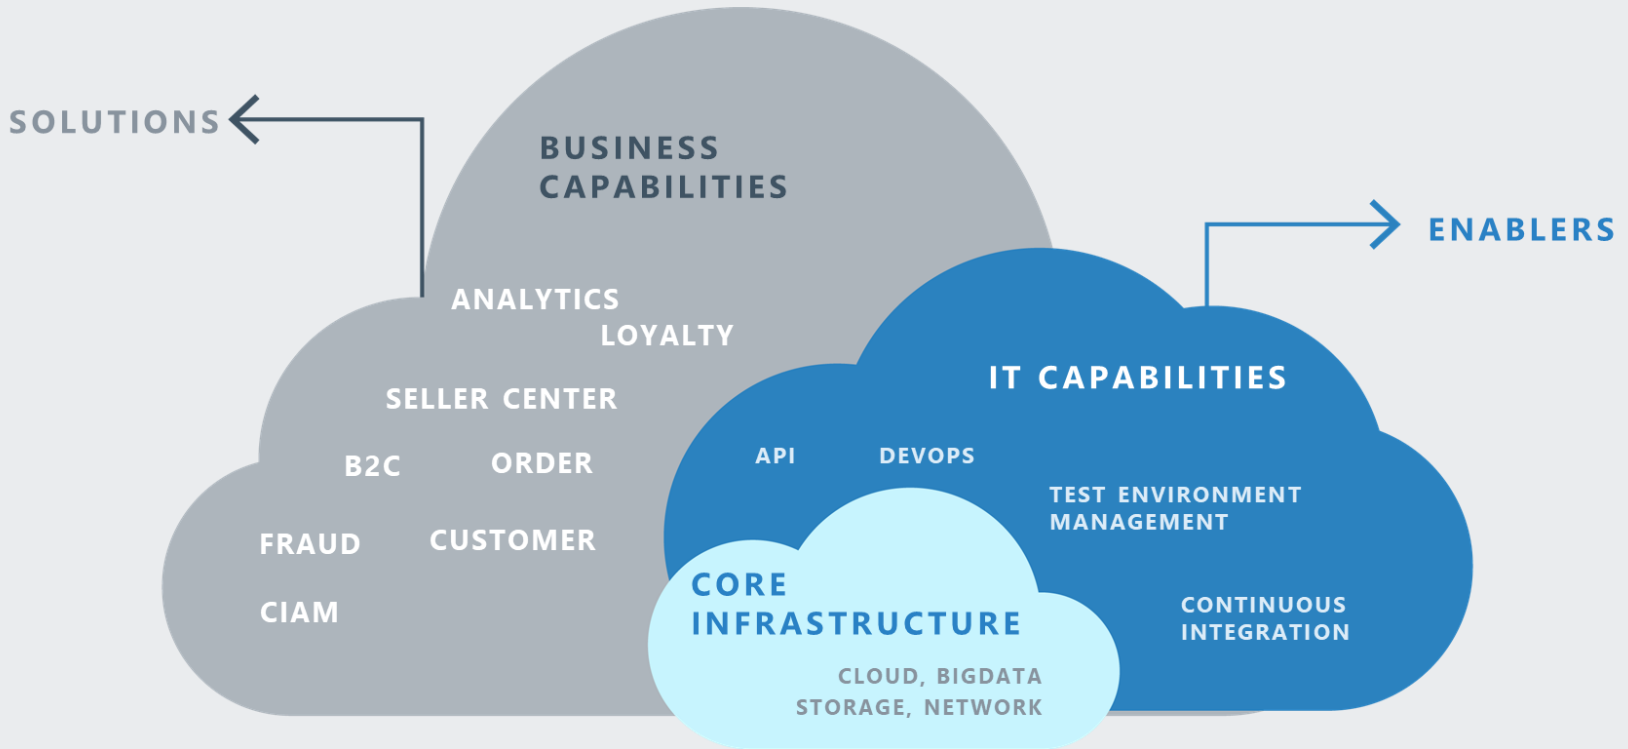 SOLUTIONS
BUSINESS
CAPABILITIES
ENABLERS
ANALYTICS
LOYALTY
IT CAPABILITIES
SELLER CENTER
B2C
ORDER
API
DEVOPS
TEST ENVIRONMENT
MANAGEMENT
FRAUD
CUSTOMER
CIAM
CORE
INFRASTRUCTURE
CONTINUOUS
INTEGRATION
CLOUD, BIGDATA
STORAGE, NETWORK